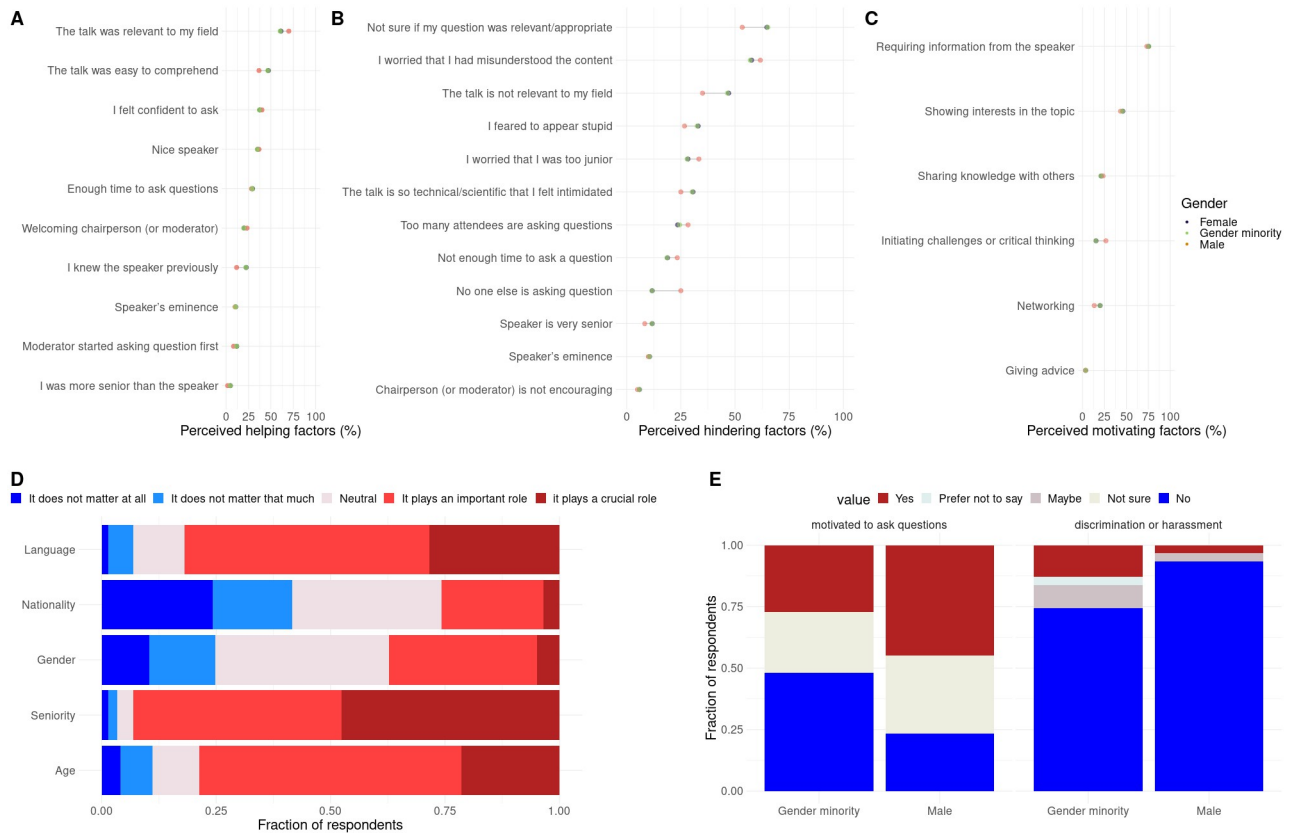 A
The talk was relevant to my field
The talk was easy to comprehend
I felt confident to ask
Nice speaker
Enough time to ask questions
Welcoming chairperson (or moderator)
I knew the speaker previously
Speaker's eminence
Moderator started asking question first
I was more senior than the speaker
0 25 50 75 100
Perceived helping factors (%)
B
Not sure if my question was relevant/appropriate
I worried that I had misunderstood the content
The talk is not relevant to my field
I feared to appear stupid
I worried that I was too junior
The talk is so technical/scientific that I felt intimidated
Too many attendees are asking questions
Not enough time to ask a question
No one else is asking question
Speaker is very senior
Speaker's eminence
Chairperson (or moderator) is not encouraging
0 25 50 75 100
Perceived hindering factors (%)
C
Requiring information from the speaker
Showing interests in the topic
Sharing knowledge with others
Initiating challenges or critical thinking
Networking
Giving advice
0 25 50 75 100
Perceived motivating factors (%)
Gender
Female
Gender minority
Male
D
It does not matter at all It does not matter that much Neutral It plays an important role it plays a crucial role
Language
Nationality
Gender
Seniority
Age
0.00 0.25 0.50 0.75 1.00
Fraction of respondents
E
value Yes Prefer not to say Maybe Not sure No
motivated to ask questions discrimination or harassment
1.00
0.75
0.50
0.25
0.00
Fraction of respondents
Gender minority Male Gender minority Male